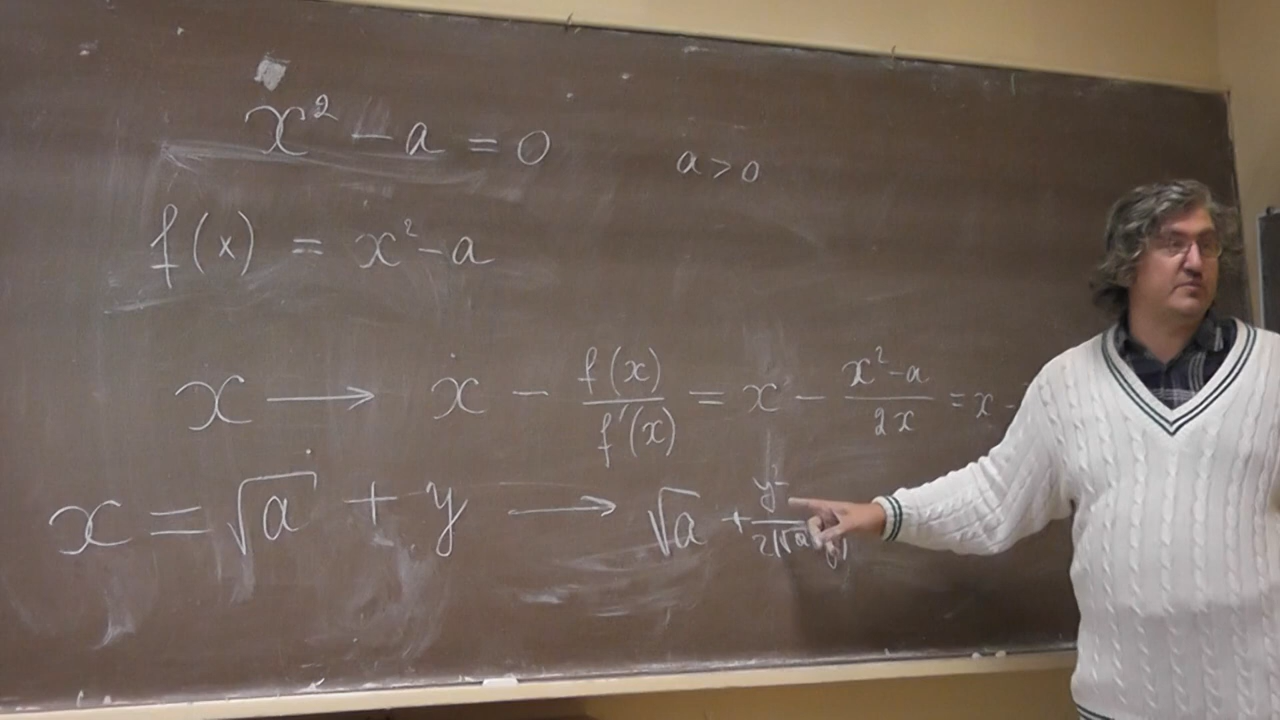 x² - a = 0 a > 0
f(x) = x² - a
x → x - f(x)/f'(x) = x - (x² - a)/2x = x -
x = √a + y → √a + y²/2(√a + y)